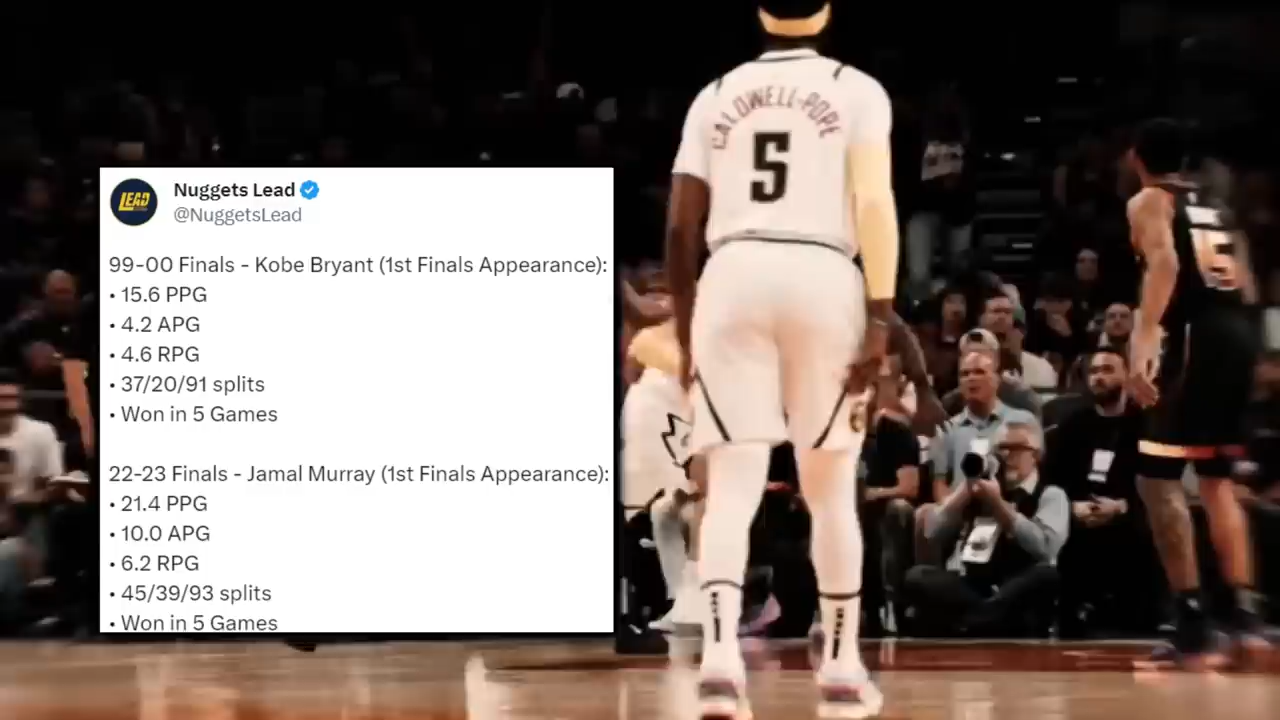 LEAD
Nuggets Lead
@NuggetsLead
99-00 Finals - Kobe Bryant (1st Finals Appearance):
• 15.6 PPG
• 4.2 APG
• 4.6 RPG
• 37/20/91 splits
• Won in 5 Games
22-23 Finals - Jamal Murray (1st Finals Appearance):
• 21.4 PPG
• 10.0 APG
• 6.2 RPG
• 45/39/93 splits
• Won in 5 Games
CALDWELL-POPE
5
15